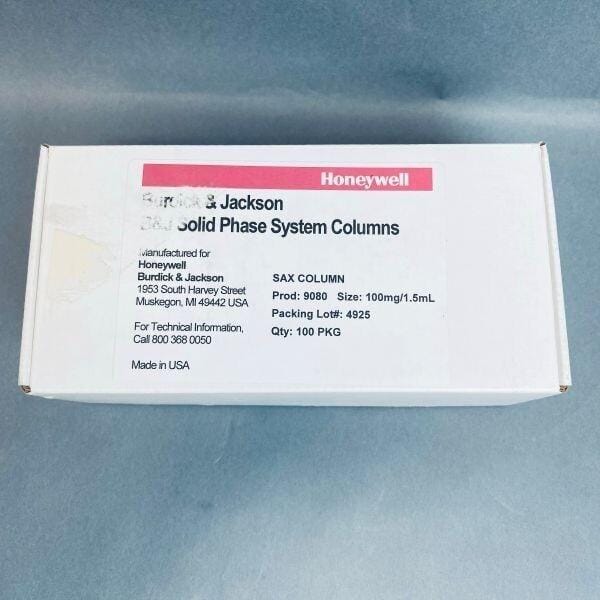 Honeywell
Burdick & Jackson
B&J Solid Phase System Columns
Manufactured for
Honeywell
Burdick & Jackson
1953 South Harvey Street
Muskegon, MI 49442 USA
For Technical Information,
Call 800 368 0050
Made in USA
SAX COLUMN
Prod: 9080 Size: 100mg/1.5mL
Packing Lot#: 4925
Qty: 100 PKG